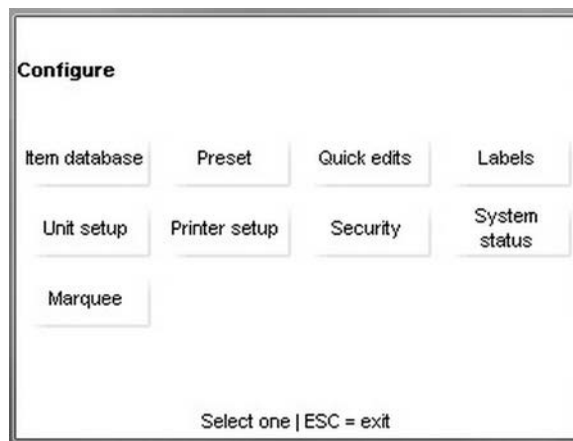 Configure
Item database Preset Quick edits Labels
Unit setup Printer setup Security System status
Marquee
Select one | ESC = exit